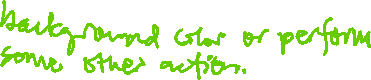 background color or perform
some other action.